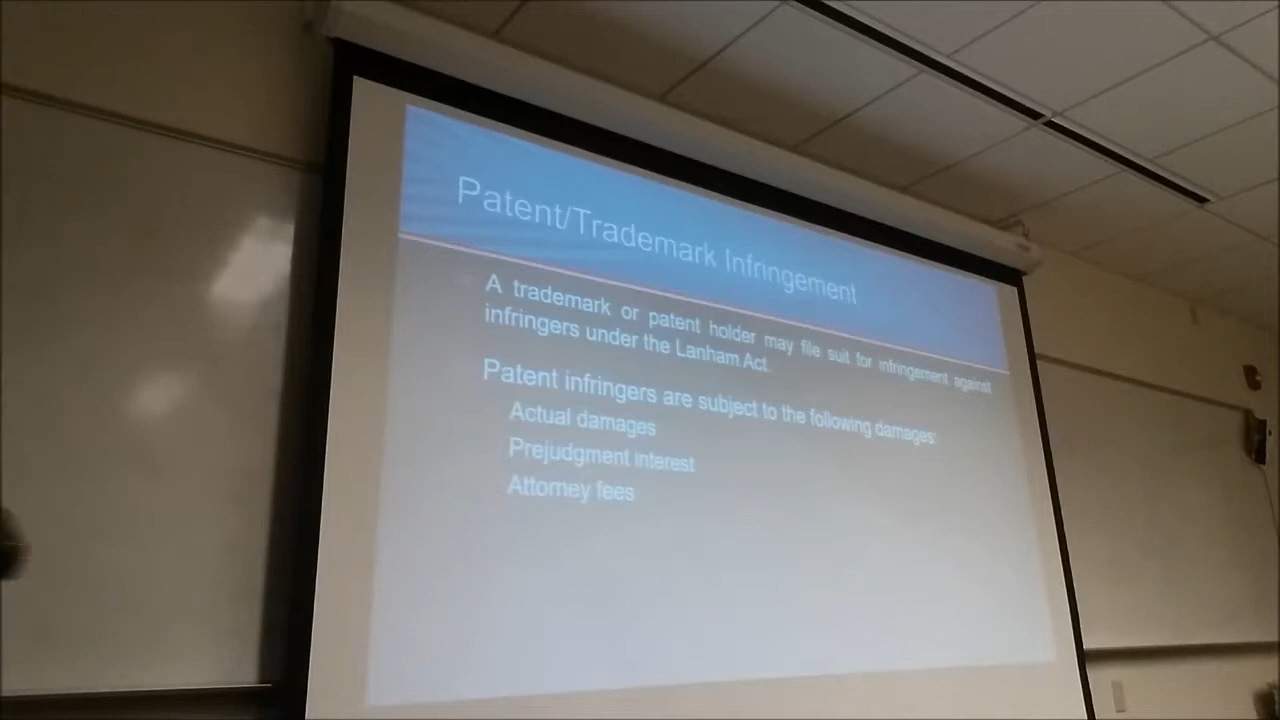 Patent/Trademark Infringement
A trademark or patent holder may file suit for infringement against
infringers under the Lanham Act.
Patent infringers are subject to the following damages:
Actual damages
Prejudgment interest
Attorney fees